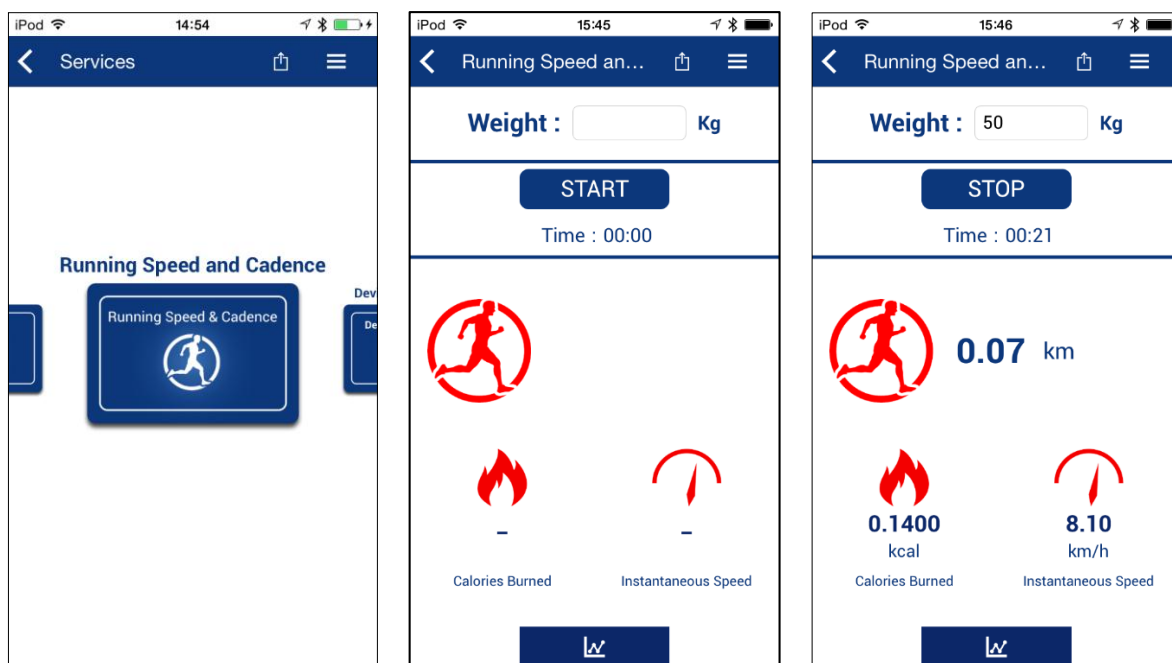 iPod 14:54
Services
Running Speed and Cadence
Running Speed & Cadence
Dev
De
iPod 15:45
Running Speed an...
Weight : Kg
START
Time : 00:00
–
–
Calories Burned Instantaneous Speed
iPod 15:46
Running Speed an...
Weight : 50 Kg
STOP
Time : 00:21
0.07 km
0.1400 8.10
kcal km/h
Calories Burned Instantaneous Speed